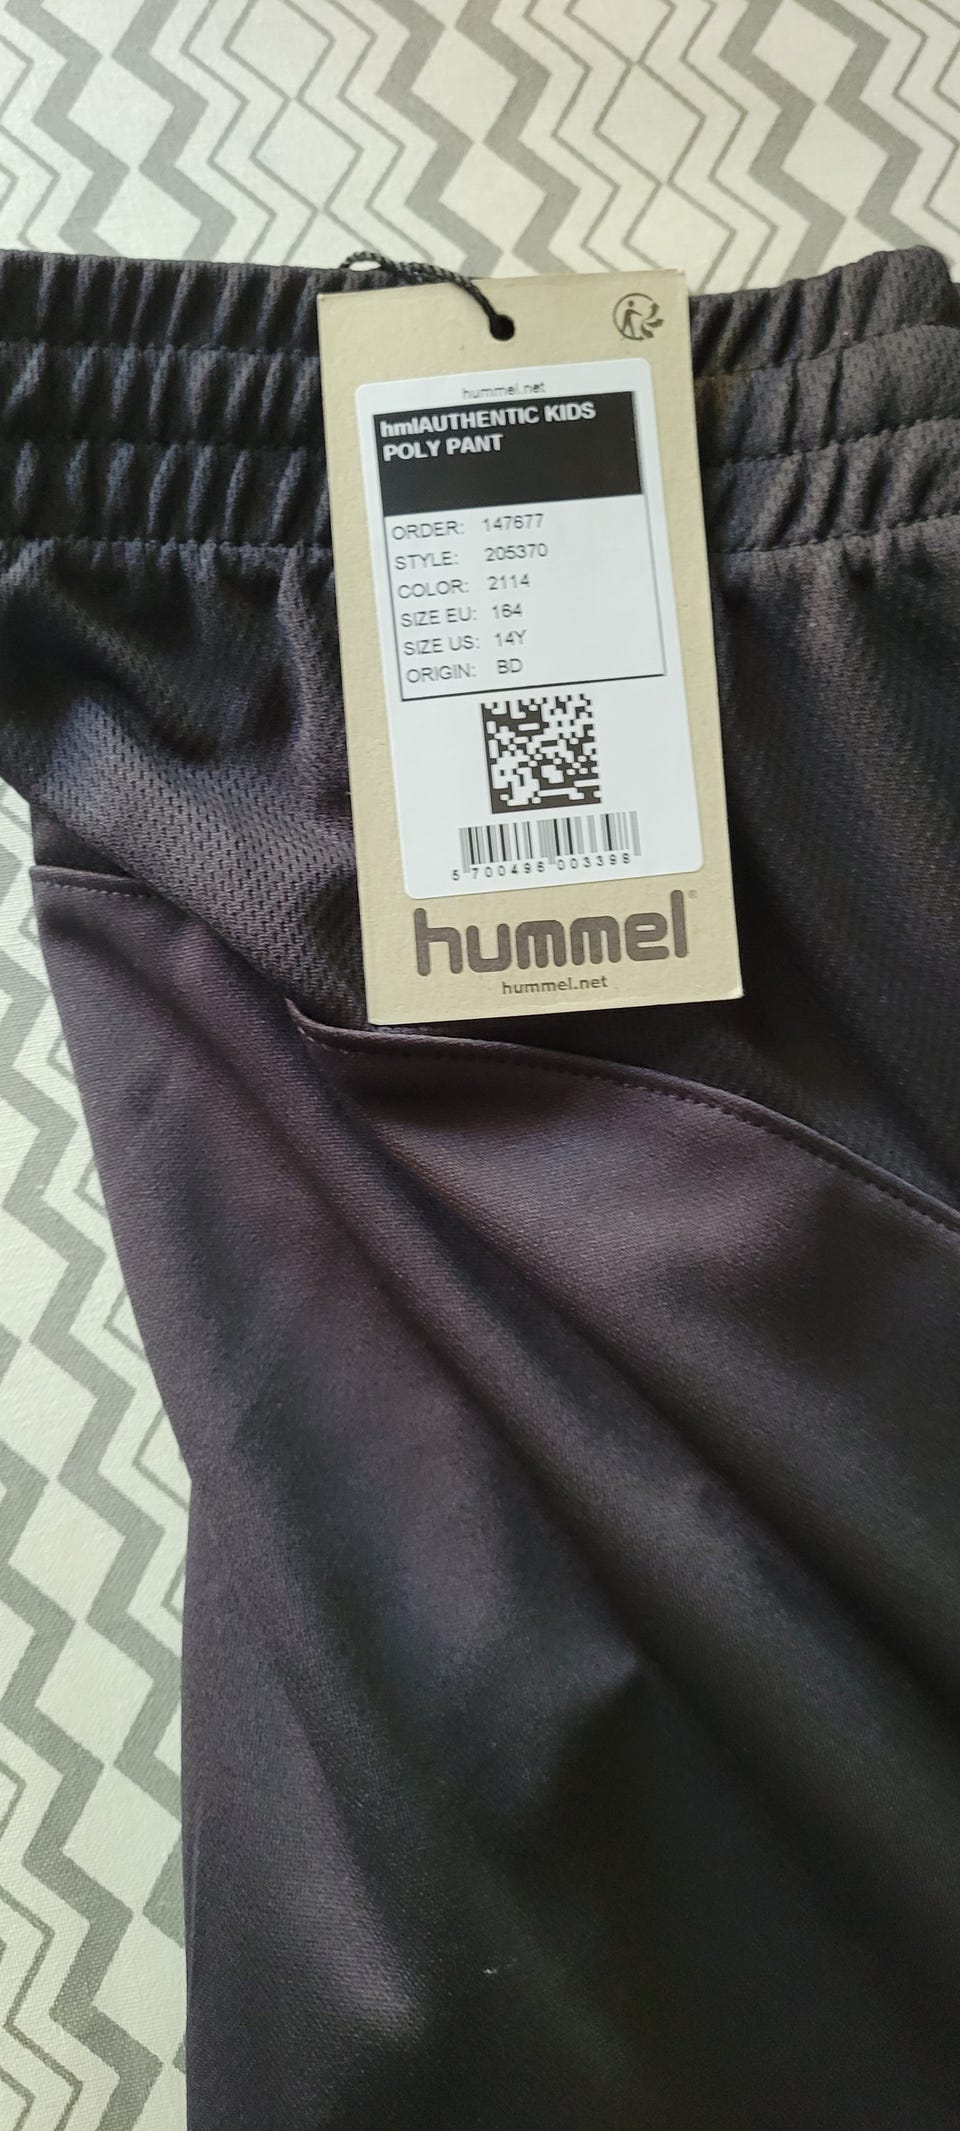 hummel.net
hmlAUTHENTIC KIDS
POLY PANT
ORDER: 147677
STYLE: 205370
COLOR: 2114
SIZE EU: 164
SIZE US: 14Y
ORIGIN: BD
5 700496 003398
hummel®
hummel.net